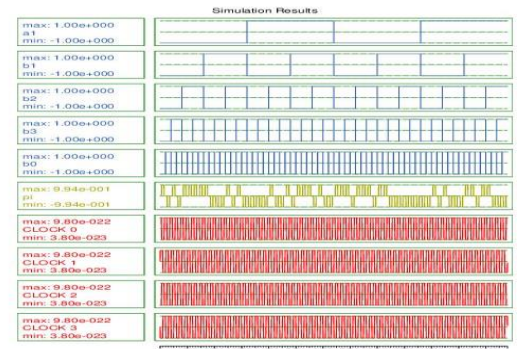 Simulation Results
max: 1.00e+000
a1
min: -1.00e+000
max: 1.00e+000
b1
min: -1.00e+000
max: 1.00e+000
b2
min: -1.00e+000
max: 1.00e+000
b3
min: -1.00e+000
max: 1.00e+000
b0
min: -1.00e+000
max: 9.94e-001
pi
min: -9.94e-001
max: 9.80e-022
CLOCK 0
min: 3.80e-023
max: 9.80e-022
CLOCK 1
min: 3.80e-023
max: 9.80e-022
CLOCK 2
min: 3.80e-023
max: 9.80e-022
CLOCK 3
min: 3.80e-023